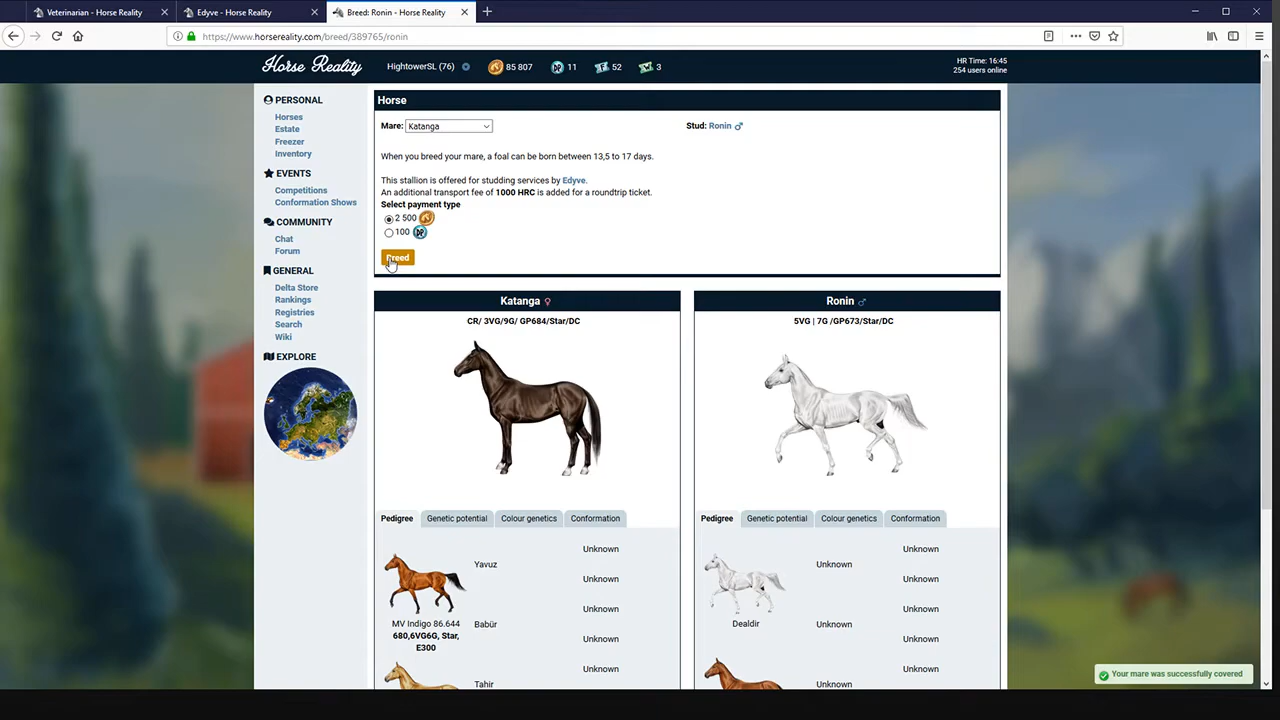 Veterinarian - Horse Reality
Edyve - Horse Reality
Breed: Ronin - Horse Reality
https://www.horsereality.com/breed/389765/ronin
Horse Reality
HightowerSL (76)
85 807
11
52
3
HR Time: 16:45
254 users online
PERSONAL
Horses
Estate
Freezer
Inventory
EVENTS
Competitions
Conformation Shows
COMMUNITY
Chat
Forum
GENERAL
Delta Store
Rankings
Registries
Search
Wiki
EXPLORE
Horse
Mare: Katanga
Stud: Ronin
When you breed your mare, a foal can be born between 13,5 to 17 days.
This stallion is offered for studding services by Edyve.
An additional transport fee of 1000 HRC is added for a roundtrip ticket.
Select payment type
2 500
100
Breed
Katanga
CR/ 3VG/9G/ GP684/Star/DC
Pedigree Genetic potential Colour genetics Conformation
Unknown
Yavuz
Unknown
Unknown
MV Indigo 86.644
Babür
680,6VG6G, Star,
E300
Unknown
Unknown
Tahir
Ronin
5VG | 7G /GP673/Star/DC
Pedigree Genetic potential Colour genetics Conformation
Unknown
Unknown
Unknown
Unknown
Dealdir
Unknown
Unknown
Unknown
Unknown
Your mare was successfully covered